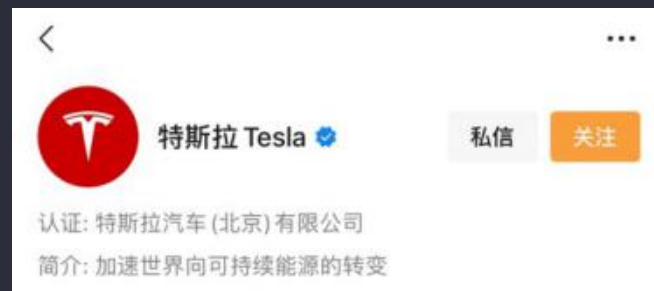 特斯拉 Tesla
私信
关注
认证: 特斯拉汽车 (北京) 有限公司
简介: 加速世界向可持续能源的转变